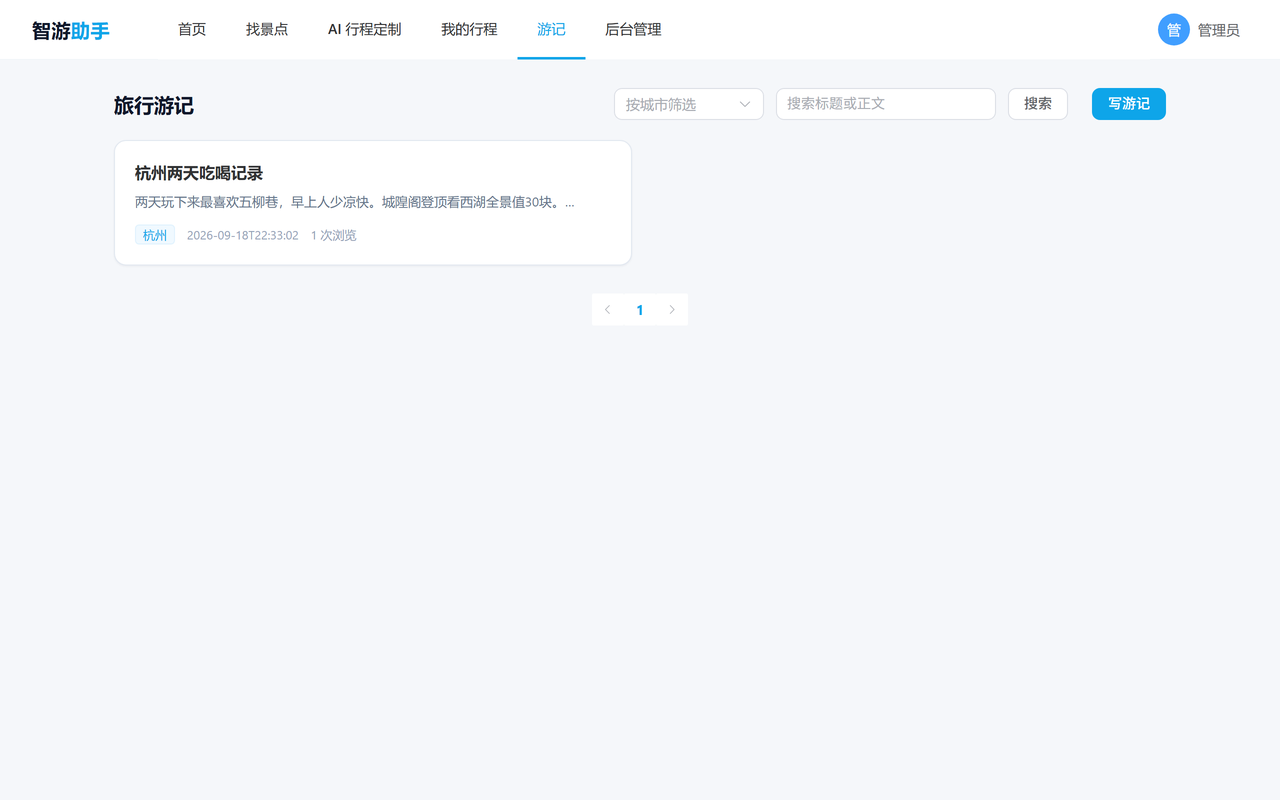 智游助手 首页 找景点 AI 行程定制 我的行程 游记 后台管理 管 管理员
旅行游记 按城市筛选 搜索标题或正文 搜索 写游记
杭州两天吃喝记录
两天玩下来最喜欢五柳巷，早上人少凉快。城隍阁登顶看西湖全景值30块。...
杭州 2026-09-18T22:33:02 1 次浏览
1